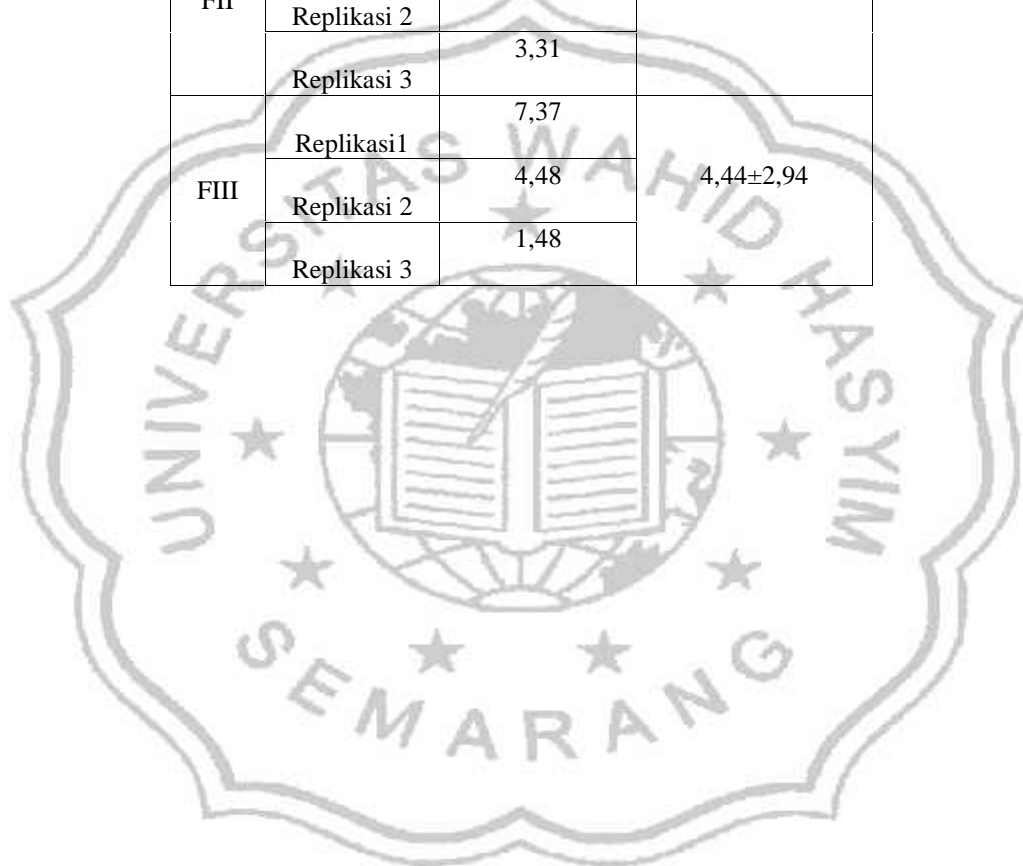 FII
Replikasi 2
3,31
Replikasi 3
7,37
Replikasi1
FIII
4,48
4,44±2,94
Replikasi 2
1,48
Replikasi 3
UNIVERSITAS WAHID HASYIM
SEMARANG